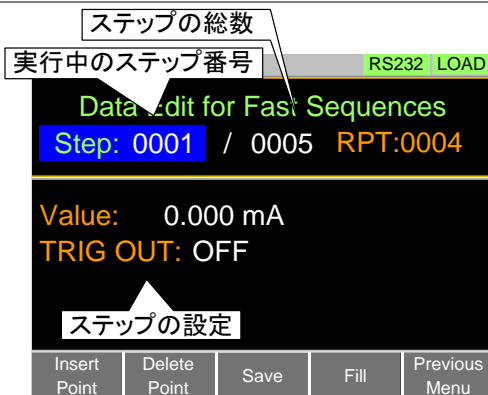 ステップの総数
実行中のステップ番号
RS232 LOAD
Data Edit for Fast Sequences
Step: 0001 / 0005 RPT:0004
Value: 0.000 mA
TRIG OUT: OFF
ステップの設定
Insert Point
Delete Point
Save
Fill
Previous Menu